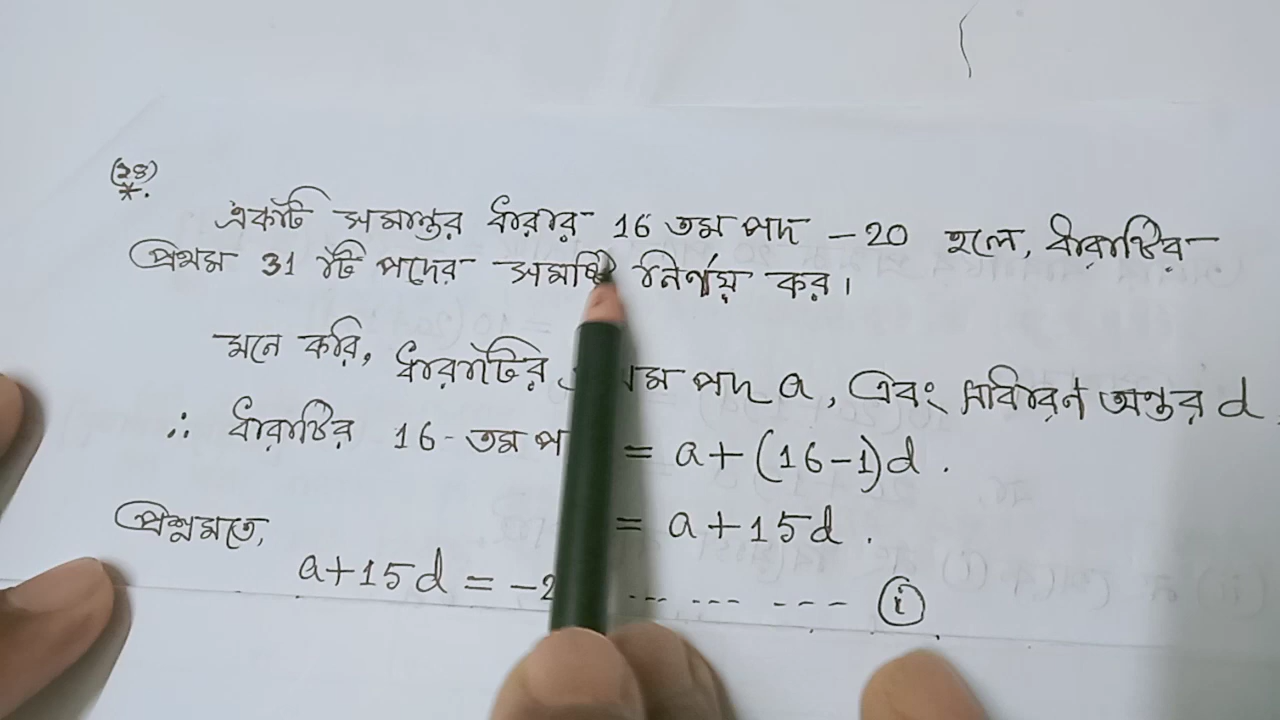 (২৪)
*.
একটি সমান্তর ধারার 16 তম পদ -20 হলে, ধারাটির
প্রথম 31 টি পদের সমষ্টি নির্ণয় কর।
মনে করি, ধারাটির পদ a, এবং সাধারণ অন্তর d.
∴ ধারাটির 16-তম = a+(16-1)d.
= a+15d.
প্রশ্নমতে,
a+15d = -2 --- --- --- (i)